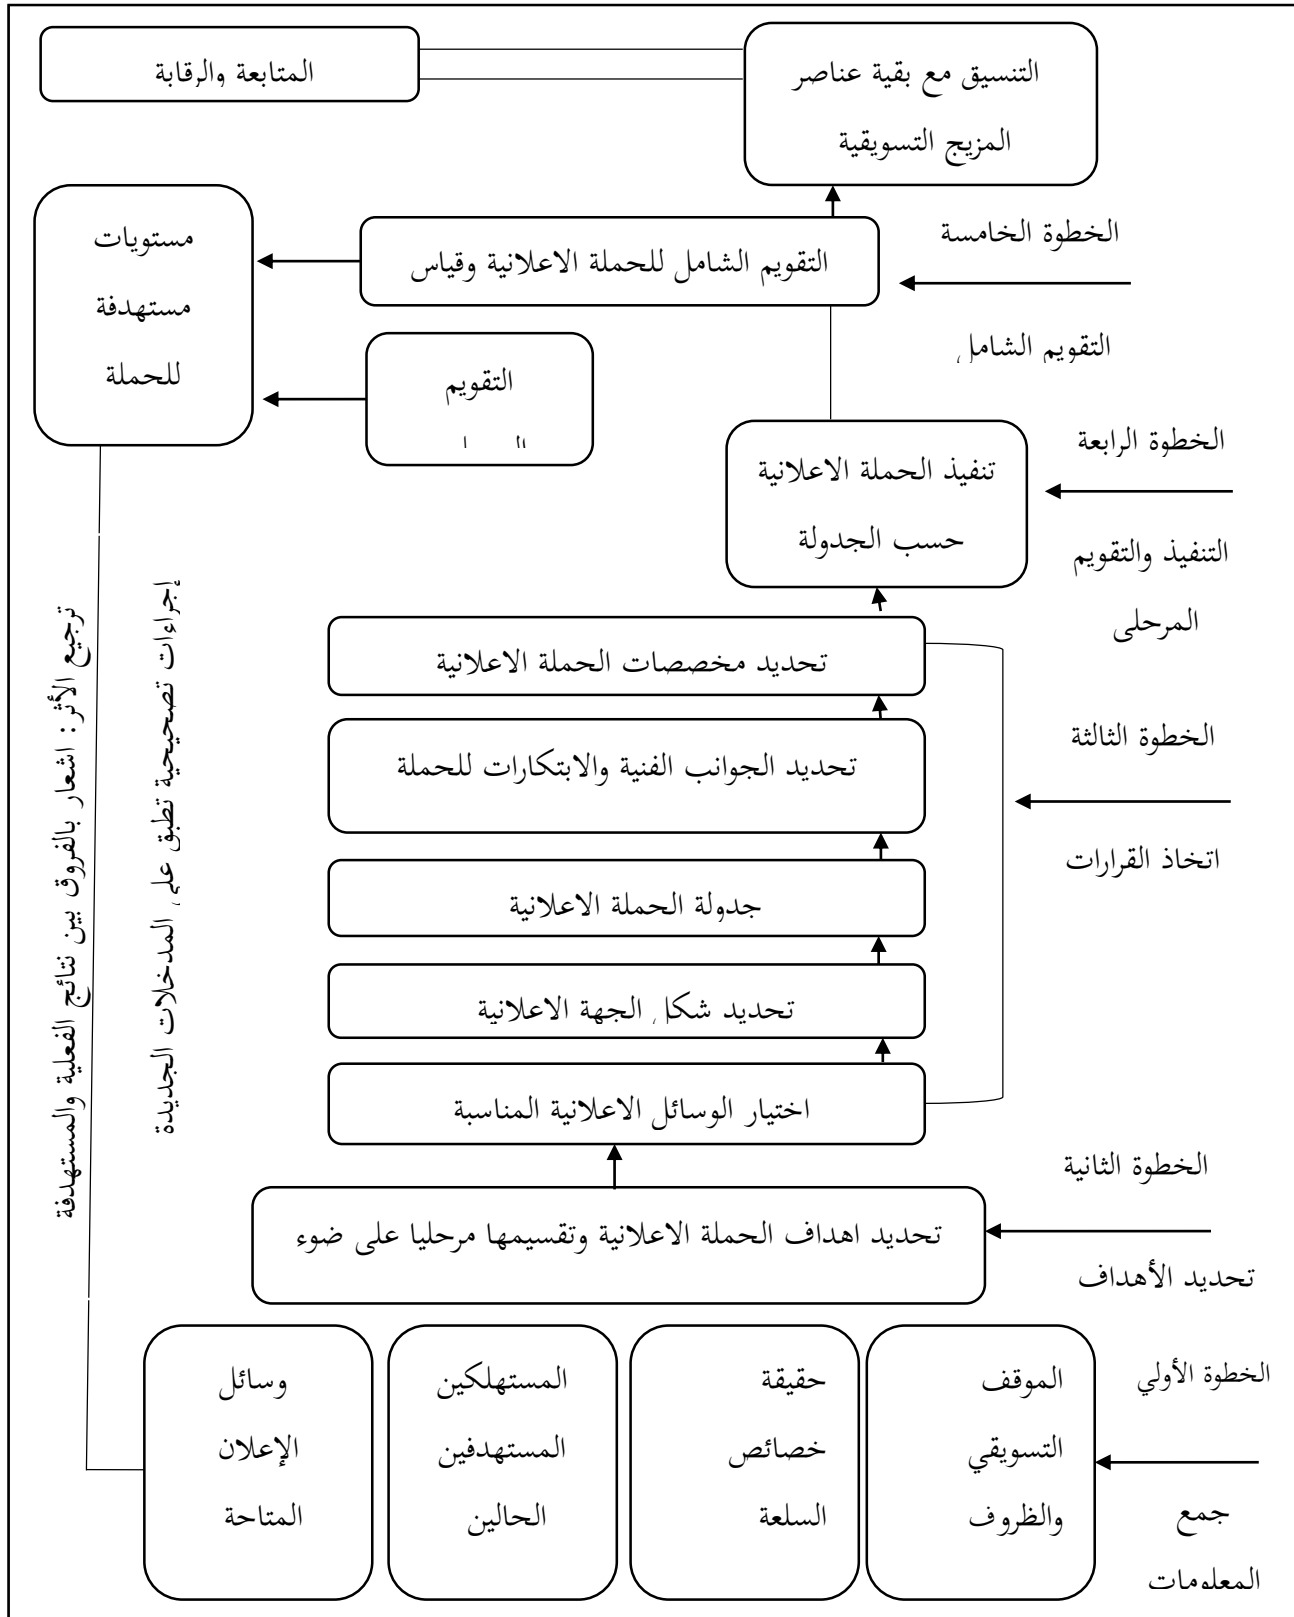 التنسيق مع بقية عناصر
المزيج التسويقية
المتابعة والرقابة
الخطوة الخامسة
التقويم الشامل
التقويم الشامل للحملة الاعلانية وقياس
مستويات
مستهدفة
للحملة
التقويم
الخطوة الرابعة
التنفيذ والتقويم
المرحلى
تنفيذ الحملة الاعلانية
حسب الجدولة
الخطوة الثالثة
اتخاذ القرارات
تحديد مخصصات الحملة الاعلانية
تحديد الجوانب الفنية والابتكارات للحملة
جدولة الحملة الاعلانية
تحديد شكل الجهة الاعلانية
اختيار الوسائل الاعلانية المناسبة
إجراءات تصحيحية تطبق على المدخلات الجديدة
ترجيع الأثر: اشعار بالفروق بين نتائج الفعلية والمستهدفة
الخطوة الثانية
تحديد الأهداف
تحديد اهداف الحملة الاعلانية وتقسيمها مرحليا على ضوء
الخطوة الأولي
جمع
المعلومات
الموقف
التسويقي
والظروف
حقيقة
خصائص
السلعة
المستهلكين
المستهدفين
الحالين
وسائل
الإعلان
المتاحة